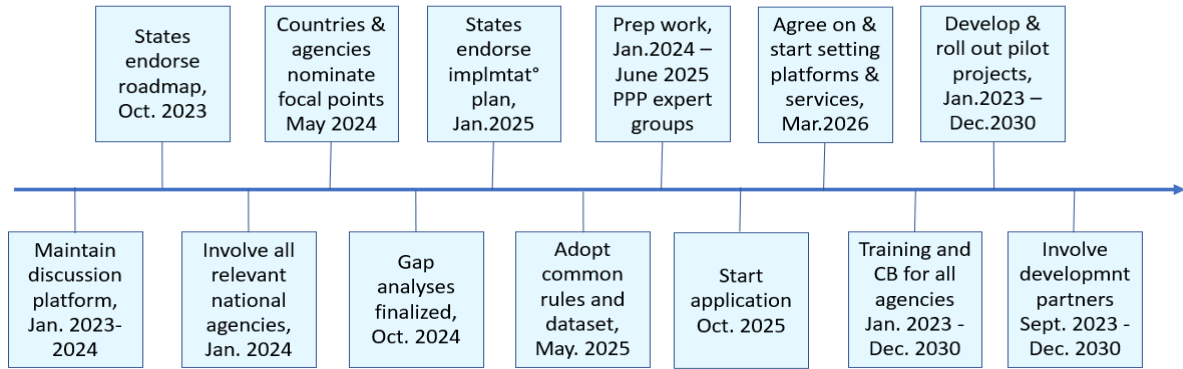 States
endorse
roadmap,
Oct. 2023
Countries &
agencies
nominate
focal points
May 2024
States
endorse
implmtat°
plan,
Jan.2025
Prep work,
Jan.2024 –
June 2025
PPP expert
groups
Agree on &
start setting
platforms &
services,
Mar.2026
Develop &
roll out pilot
projects,
Jan.2023 –
Dec.2030
Maintain
discussion
platform,
Jan. 2023-
2024
Involve all
relevant
national
agencies,
Jan. 2024
Gap
analyses
finalized,
Oct. 2024
Adopt
common
rules and
dataset,
May. 2025
Start
application
Oct. 2025
Training and
CB for all
agencies
Jan. 2023 -
Dec. 2030
Involve
developmnt
partners
Sept. 2023 -
Dec. 2030